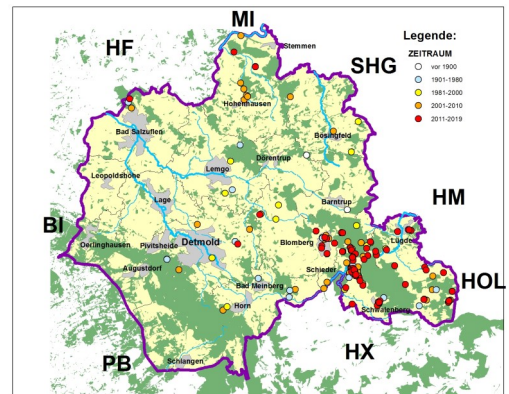 MI
HF
Stemmen
Legende:
ZEITRAUM
vor 1900
1901-1980
1981-2000
2001-2010
2011-2019
SHG
Hohenhausen
Bad Salzuflen
Bösingfeld
Dörentrup
Lemgo
Leopoldshöhe
Lage
Barntrup
HM
BI
Oerlinghausen
Pivitsheide
Detmold
Blomberg
Lügde
Augustdorf
Schieder
Bad Meinberg
HOL
Horn
Schwalenberg
PB
Schlangen
HX